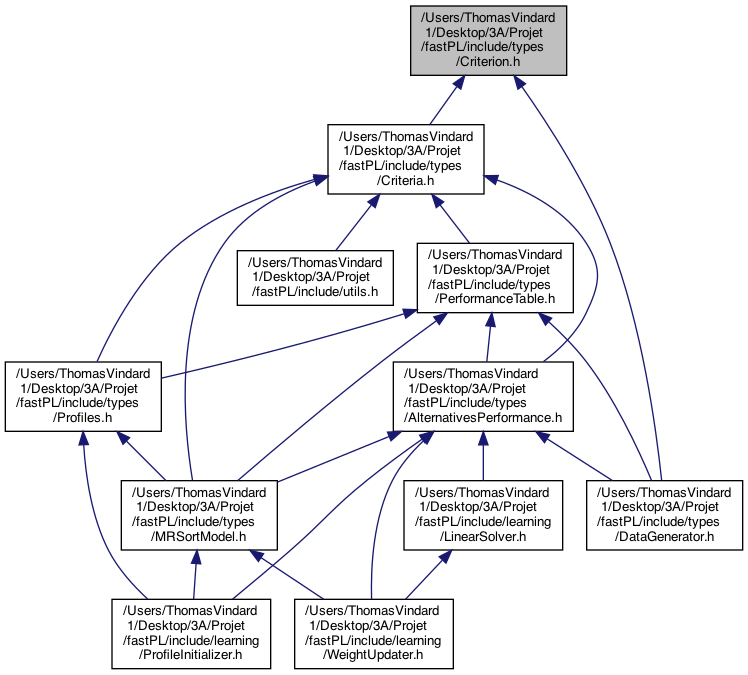 /Users/ThomasVindard
1/Desktop/3A/Projet
/fastPL/include/types
/Criterion.h
/Users/ThomasVindard
1/Desktop/3A/Projet
/fastPL/include/types
/Criteria.h
/Users/ThomasVindard
1/Desktop/3A/Projet
/fastPL/include/utils.h
/Users/ThomasVindard
1/Desktop/3A/Projet
/fastPL/include/types
/PerformanceTable.h
/Users/ThomasVindard
1/Desktop/3A/Projet
/fastPL/include/types
/Profiles.h
/Users/ThomasVindard
1/Desktop/3A/Projet
/fastPL/include/types
/AlternativesPerformance.h
/Users/ThomasVindard
1/Desktop/3A/Projet
/fastPL/include/types
/MRSortModel.h
/Users/ThomasVindard
1/Desktop/3A/Projet
/fastPL/include/learning
/LinearSolver.h
/Users/ThomasVindard
1/Desktop/3A/Projet
/fastPL/include/types
/DataGenerator.h
/Users/ThomasVindard
1/Desktop/3A/Projet
/fastPL/include/learning
/ProfileInitializer.h
/Users/ThomasVindard
1/Desktop/3A/Projet
/fastPL/include/learning
/WeightUpdater.h